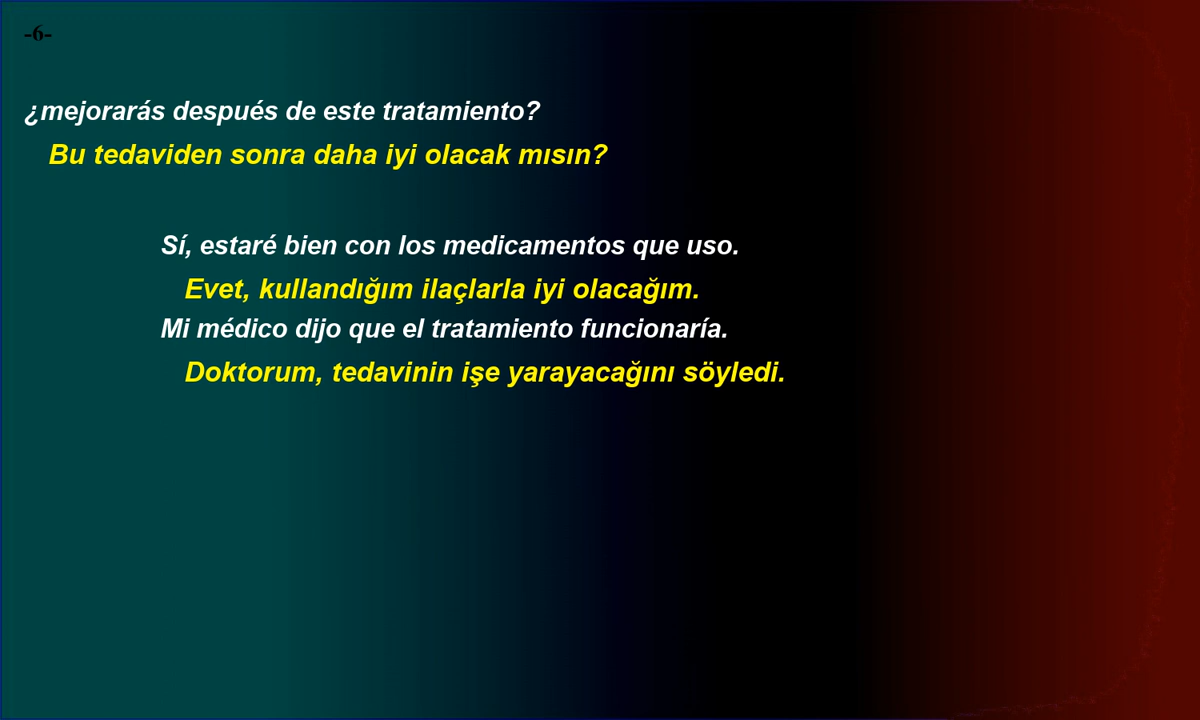 -6-
¿mejorarás después de este tratamiento?
Bu tedaviden sonra daha iyi olacak mısın?
Sí, estaré bien con los medicamentos que uso.
Evet, kullandığım ilaçlarla iyi olacağım.
Mi médico dijo que el tratamiento funcionaría.
Doktorum, tedavinin işe yarayacağını söyledi.